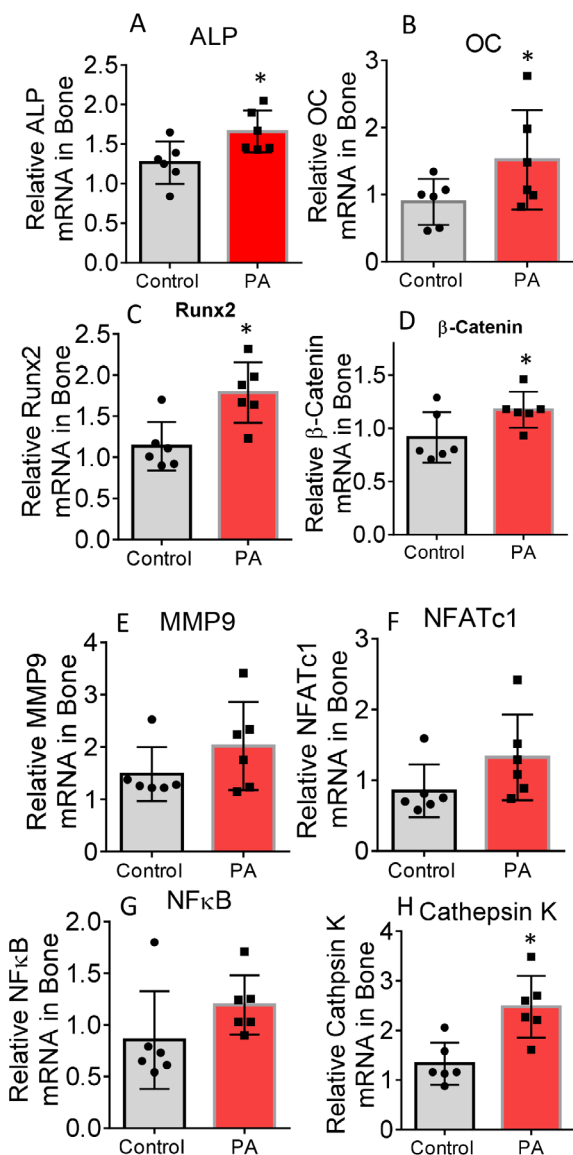 A
ALP
Relative ALP
mRNA in Bone
2.5
2.0
1.5
1.0
0.5
0.0
*
Control
PA
B
OC
Relative OC
mRNA in Bone
3
2
1
0
*
Control
PA
C
Runx2
Relative Runx2
mRNA in Bone
2.5
2.0
1.5
1.0
0.5
0.0
*
Control
PA
D
β-Catenin
Relative β-Catenin
mRNA in Bone
1.5
1.0
0.5
0.0
*
Control
PA
E
MMP9
Relative MMP9
mRNA in Bone
4
3
2
1
0
Control
PA
F
NFATc1
Relative NFATc1
mRNA in Bone
3
2
1
0
Control
PA
G
NFκB
Relative NFκB
mRNA in Bone
2.0
1.5
1.0
0.5
0.0
Control
PA
H
Cathepsin K
Relative Cathpsin K
mRNA in Bone
4
3
2
1
0
*
Control
PA